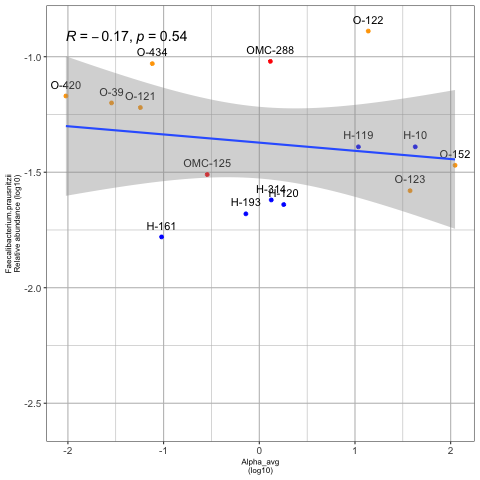 R = − 0.17, p = 0.54
O-122
O-434
OMC-288
O-420
O-39
O-121
H-119
H-10
O-152
OMC-125
O-123
H-314
H-120
H-193
H-161
-1.0
-1.5
-2.0
-2.5
Faecalibacterium.prausnitzii
Relative abundante (log10)
-2
-1
0
1
2
Alpha_avg
(log10)